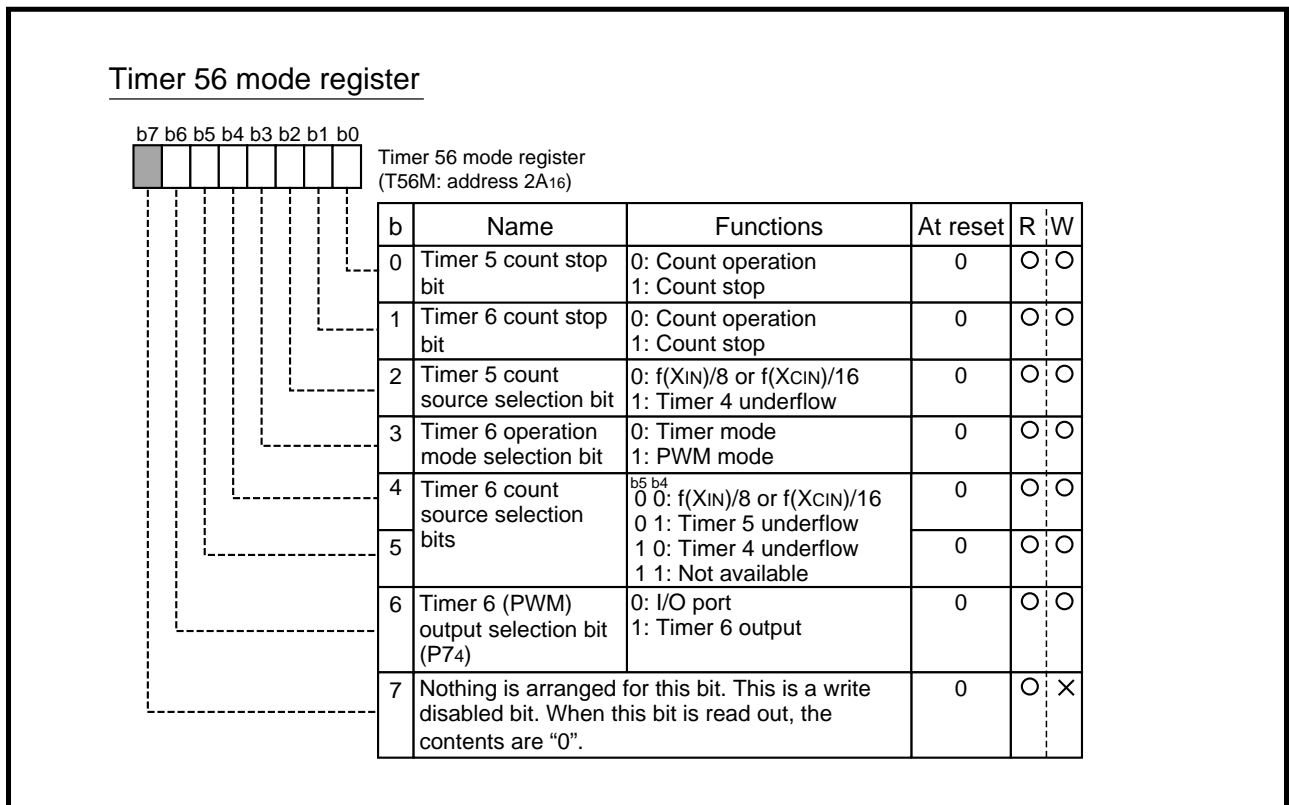 Timer 56 mode register
b7 b6 b5 b4 b3 b2 b1 b0
Timer 56 mode register
(T56M: address 2A16)
b Name Functions At reset R W
0 Timer 5 count stop bit 0: Count operation 0 O O
1: Count stop
1 Timer 6 count stop bit 0: Count operation 0 O O
1: Count stop
2 Timer 5 count source selection bit 0: f(XIN)/8 or f(XCIN)/16 0 O O
1: Timer 4 underflow
3 Timer 6 operation mode selection bit 0: Timer mode 0 O O
1: PWM mode
4 Timer 6 count source selection bits b5 b4
0 0: f(XIN)/8 or f(XCIN)/16 0 O O
0 1: Timer 5 underflow
5 1 0: Timer 4 underflow 0 O O
1 1: Not available
6 Timer 6 (PWM) output selection bit (P74) 0: I/O port 0 O O
1: Timer 6 output
7 Nothing is arranged for this bit. This is a write 0 O ×
disabled bit. When this bit is read out, the
contents are “0”.